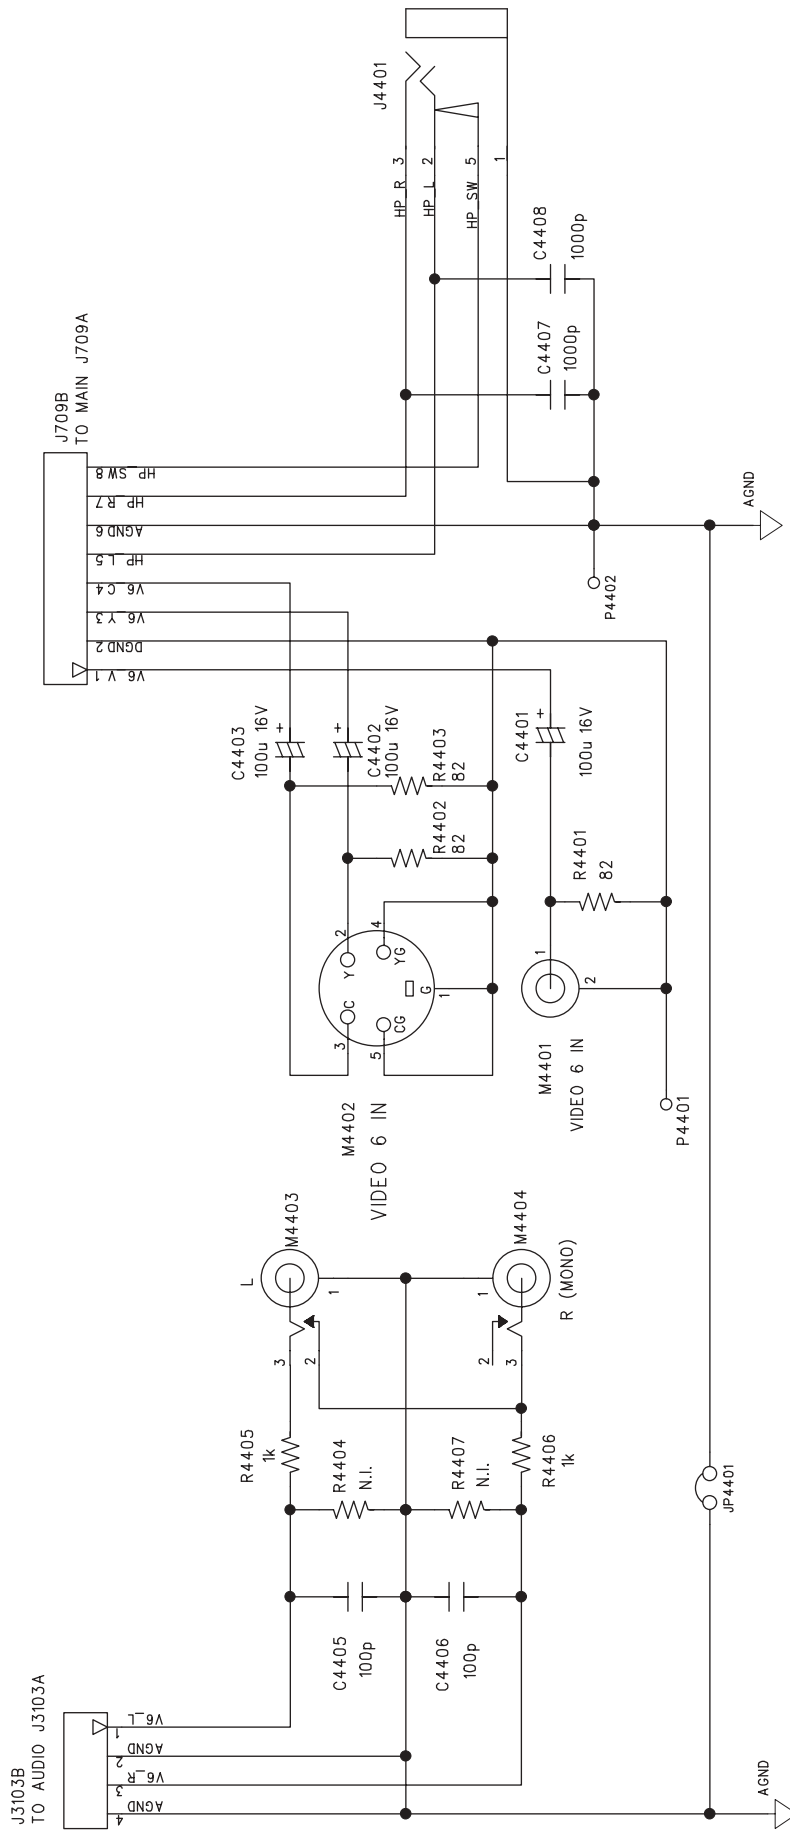 J4401
HP_R 3
HP_L 2
HP_SW 5
1
C4408
1000p
C4407
1000p
J709B
TO MAIN J709A
HP_SW 8
HP_R 7
AGND 6
HP_L 5
V6_C 4
V6_Y 3
DGND 2
V6_V 1
AGND
P4402
C4403
100u 16V
+
+
C4402
100u 16V
R4403
82
R4402
82
C4401
+
100u 16V
R4401
82
2
4
Y
YG
C
CG
G
3
5
1
M4402
VIDEO 6 IN
1
2
M4401
VIDEO 6 IN
P4401
L
M4403
1
3
2
M4404
1
R (MONO)
2
3
R4405
1k
R4404
N.I.
R4407
N.I.
R4406
1k
JP4401
C4405
100p
C4406
100p
J3103B
TO AUDIO J3103A
1 V6_L
2 AGND
3 V6_R
4 AGND
AGND